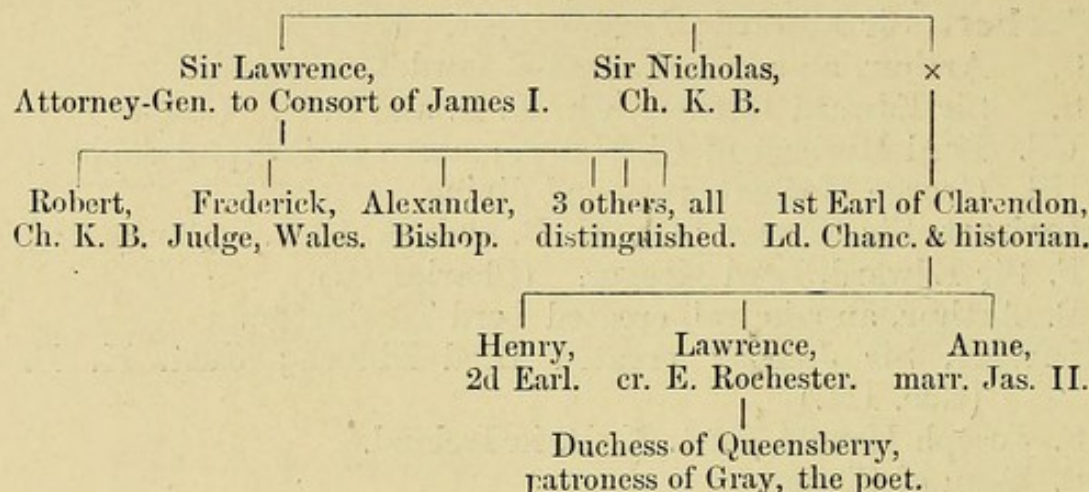 Sir Lawrence, Sir Nicholas, ×
Attorney-Gen. to Consort of James I. Ch. K. B.
Robert, Frederick, Alexander, 3 others, all 1st Earl of Clarendon,
Ch. K. B. Judge, Wales. Bishop. distinguished. Ld. Chanc. & historian.
Henry, Lawrence, Anne,
2d Earl. cr. E. Rochester. marr. Jas. II.
Duchess of Queensberry,
patroness of Gray, the poet.